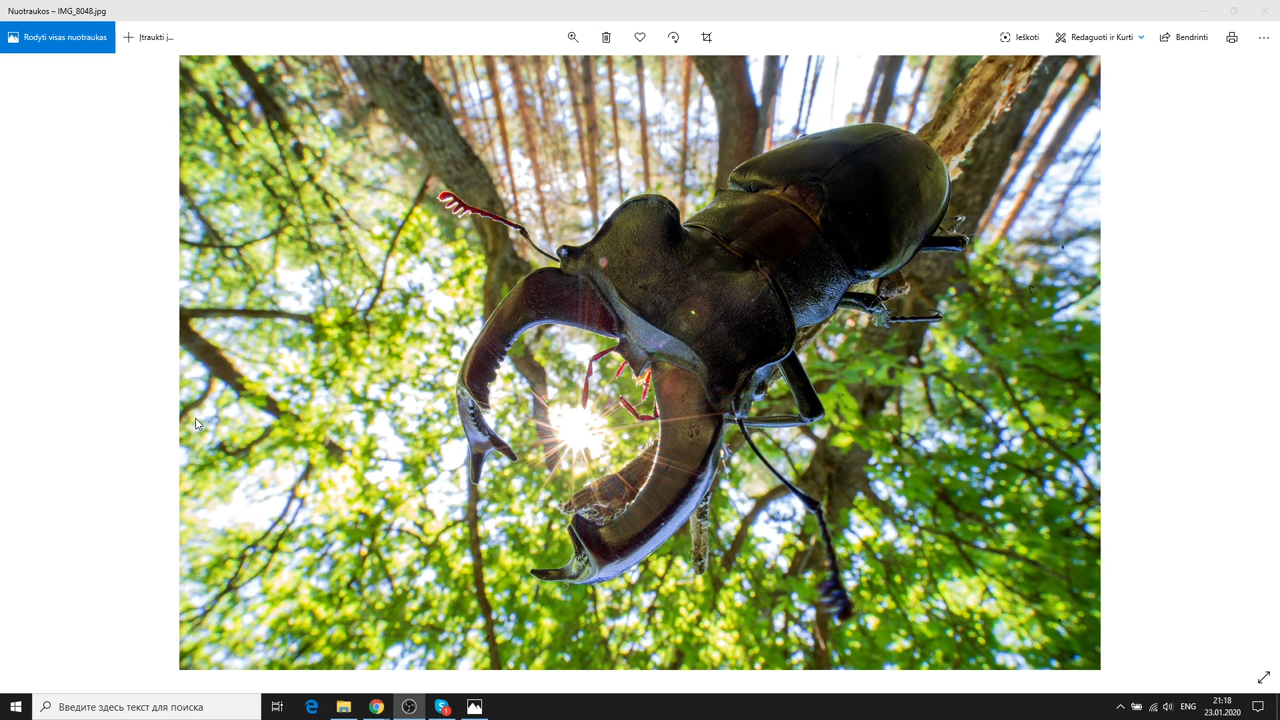 Nuotraukos – IMG_8048.jpg
Rodyti visas nuotraukas
Įtraukti į...
Ieškoti
Redaguoti ir Kurti
Bendrinti
Введите здесь текст для поиска
1
ENG
21:18
23.01.2020